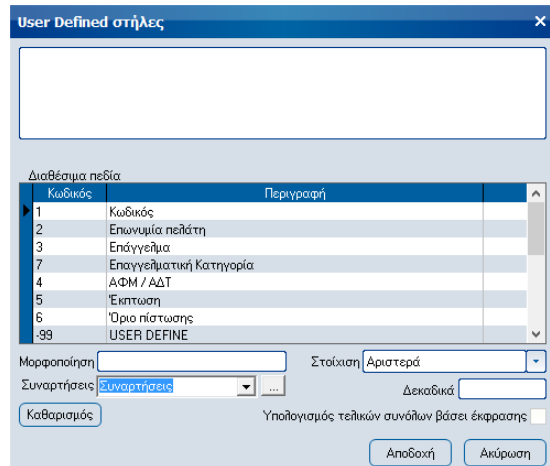 User Defined στήλες
Διαθέσιμα πεδία
Κωδικός Περιγραφή
1 Κωδικός
2 Επωνυμία πελάτη
3 Επάγγελμα
7 Επαγγελματική Κατηγορία
4 ΑΦΜ / ΑΔΤ
5 Έκπτωση
6 Όριο πίστωσης
-99 USER DEFINE
Μορφοποίηση Στοίχιση Αριστερά
Συναρτήσεις Συναρτήσεις ... Δεκαδικά
Καθαρισμός Υπολογισμός τελικών συνόλων βάσει έκφρασης
Αποδοχή Ακύρωση